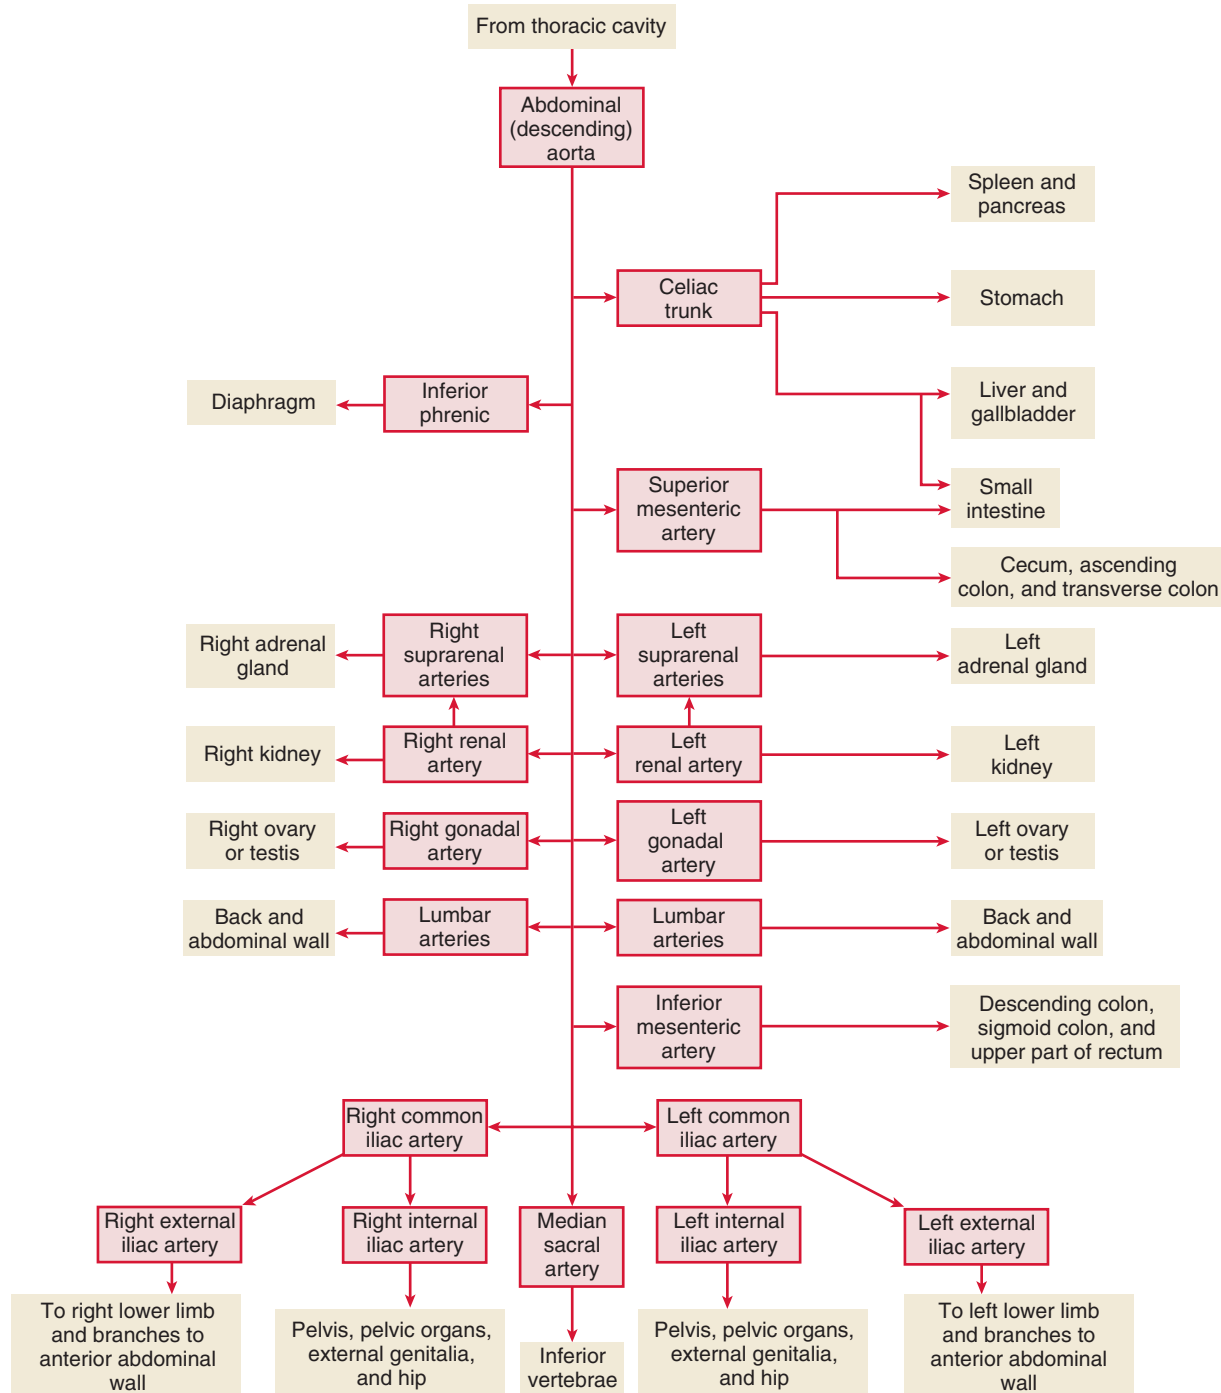 From thoracic cavity
Abdominal
(descending)
aorta
Spleen and
pancreas
Celiac
trunk
Stomach
Diaphragm
Inferior
phrenic
Liver and
gallbladder
Superior
mesenteric
artery
Small
intestine
Cecum, ascending
colon, and transverse colon
Right adrenal
gland
Right
suprarenal
arteries
Left
suprarenal
arteries
Left
adrenal gland
Right kidney
Right renal
artery
Left
renal artery
Left
kidney
Right ovary
or testis
Right gonadal
artery
Left
gonadal
artery
Left ovary
or testis
Back and
abdominal wall
Lumbar
arteries
Lumbar
arteries
Back and
abdominal wall
Inferior
mesenteric
artery
Descending colon,
sigmoid colon, and
upper part of rectum
Right common
iliac artery
Left common
iliac artery
Right external
iliac artery
Right internal
iliac artery
Median
sacral
artery
Left internal
iliac artery
Left external
iliac artery
To right lower limb
and branches to
anterior abdominal
wall
Pelvis, pelvic organs,
external genitalia,
and hip
Inferior
vertebrae
Pelvis, pelvic organs,
external genitalia,
and hip
To left lower limb
and branches to
anterior abdominal
wall